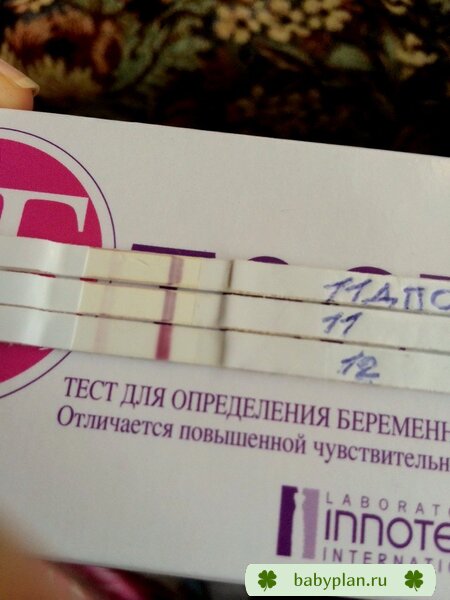 11ДПО
11
12
ТЕСТ ДЛЯ ОПРЕДЕЛЕНИЯ БЕРЕМЕНН
Отличается повышенной чувствительн
LABORATO
INNOTE
INTERNATI
babyplan.ru